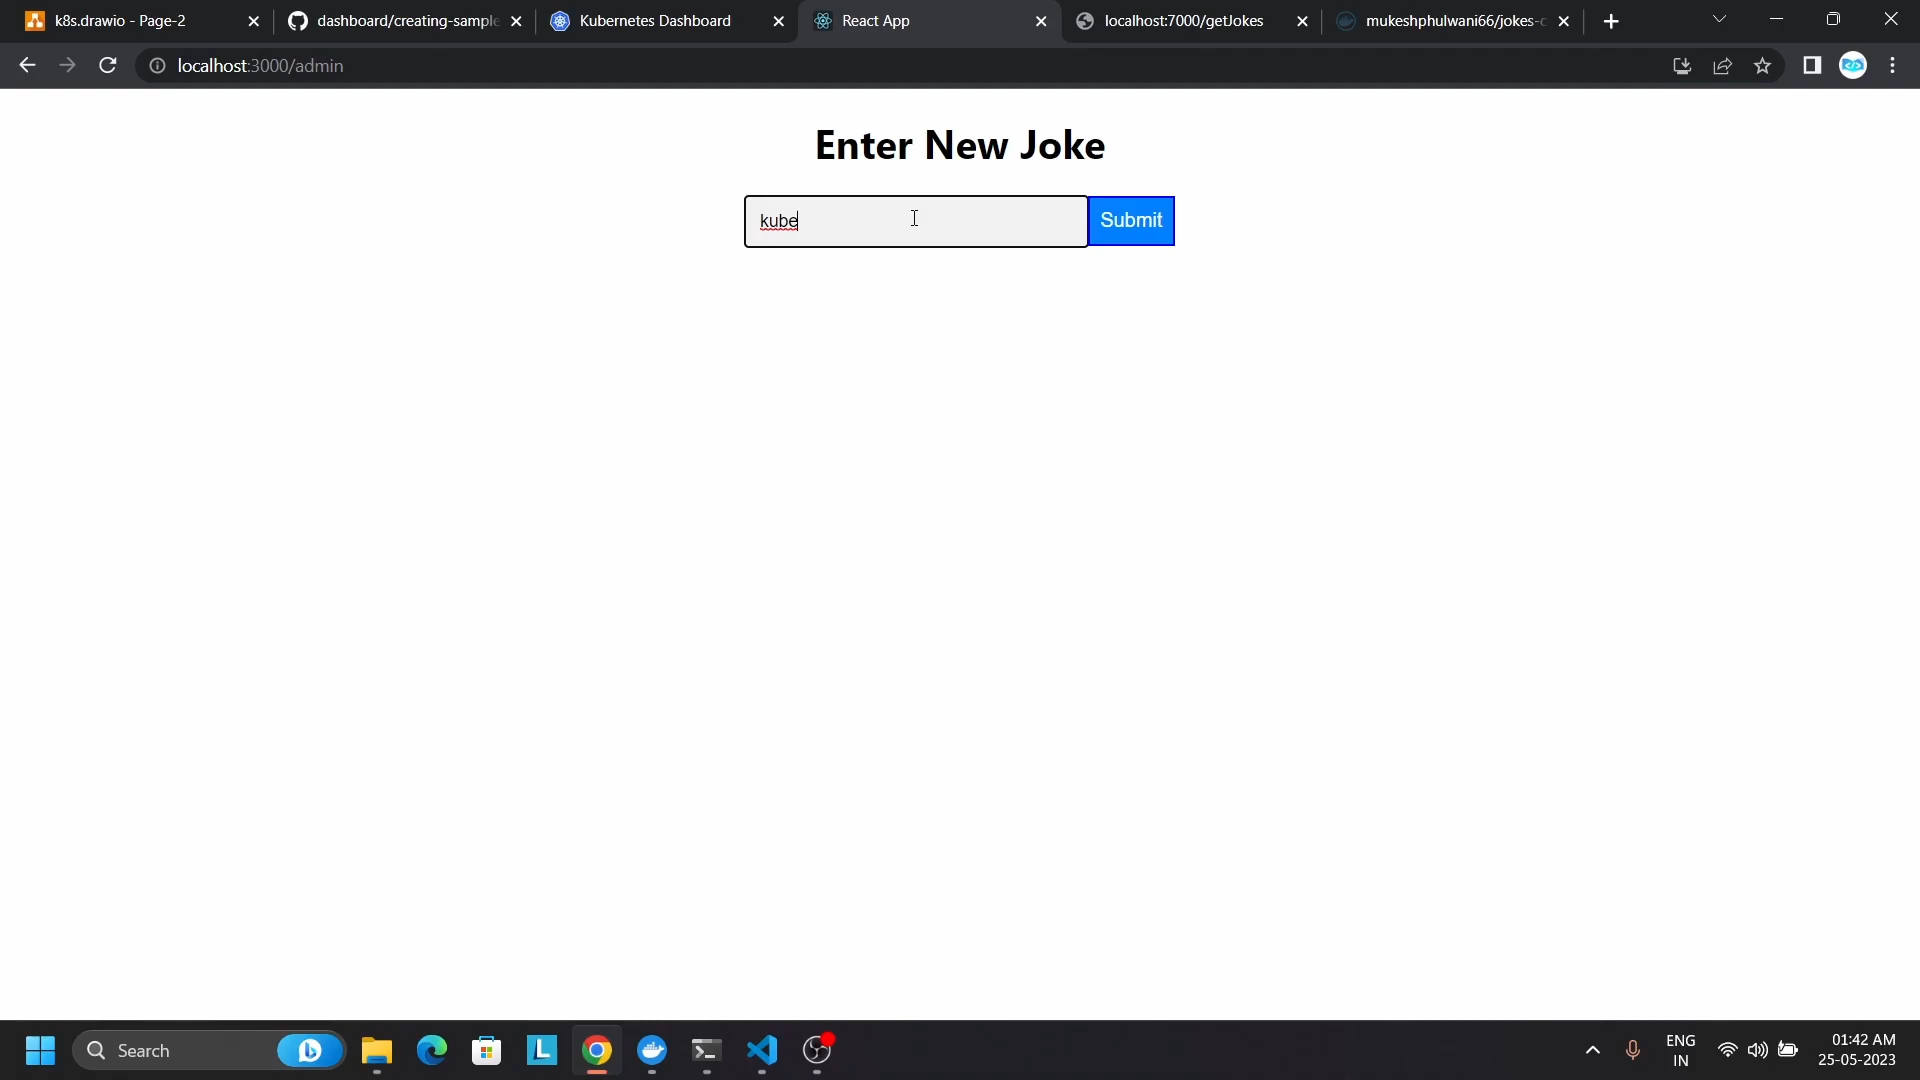 k8s.drawio - Page-2
dashboard/creating-sample
Kubernetes Dashboard
React App
localhost:7000/getJokes
mukeshphulwani66/jokes-c
localhost:3000/admin
Enter New Joke
kube
Submit
Search
ENG
IN
01:42 AM
25-05-2023